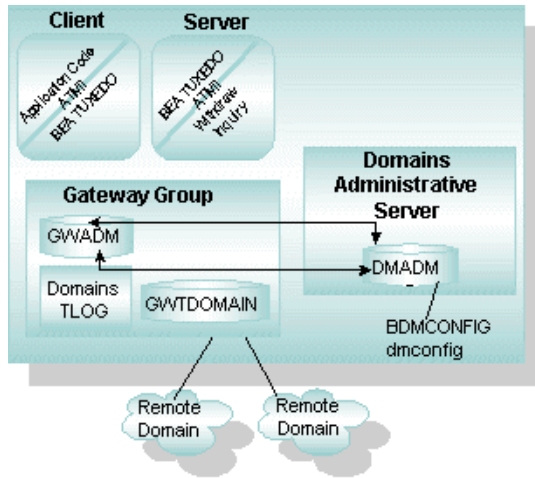 Client
Server
Application Code
ATMI
BEA TUXEDO
BEA TUXEDO
ATMI
Withdraw
Inquiry
Gateway Group
Domains
Administrative
Server
GWADM
DMADM
Domains
TLOG
GWTDOMAIN
BDMCONFIG
dmconfig
Remote
Domain
Remote
Domain